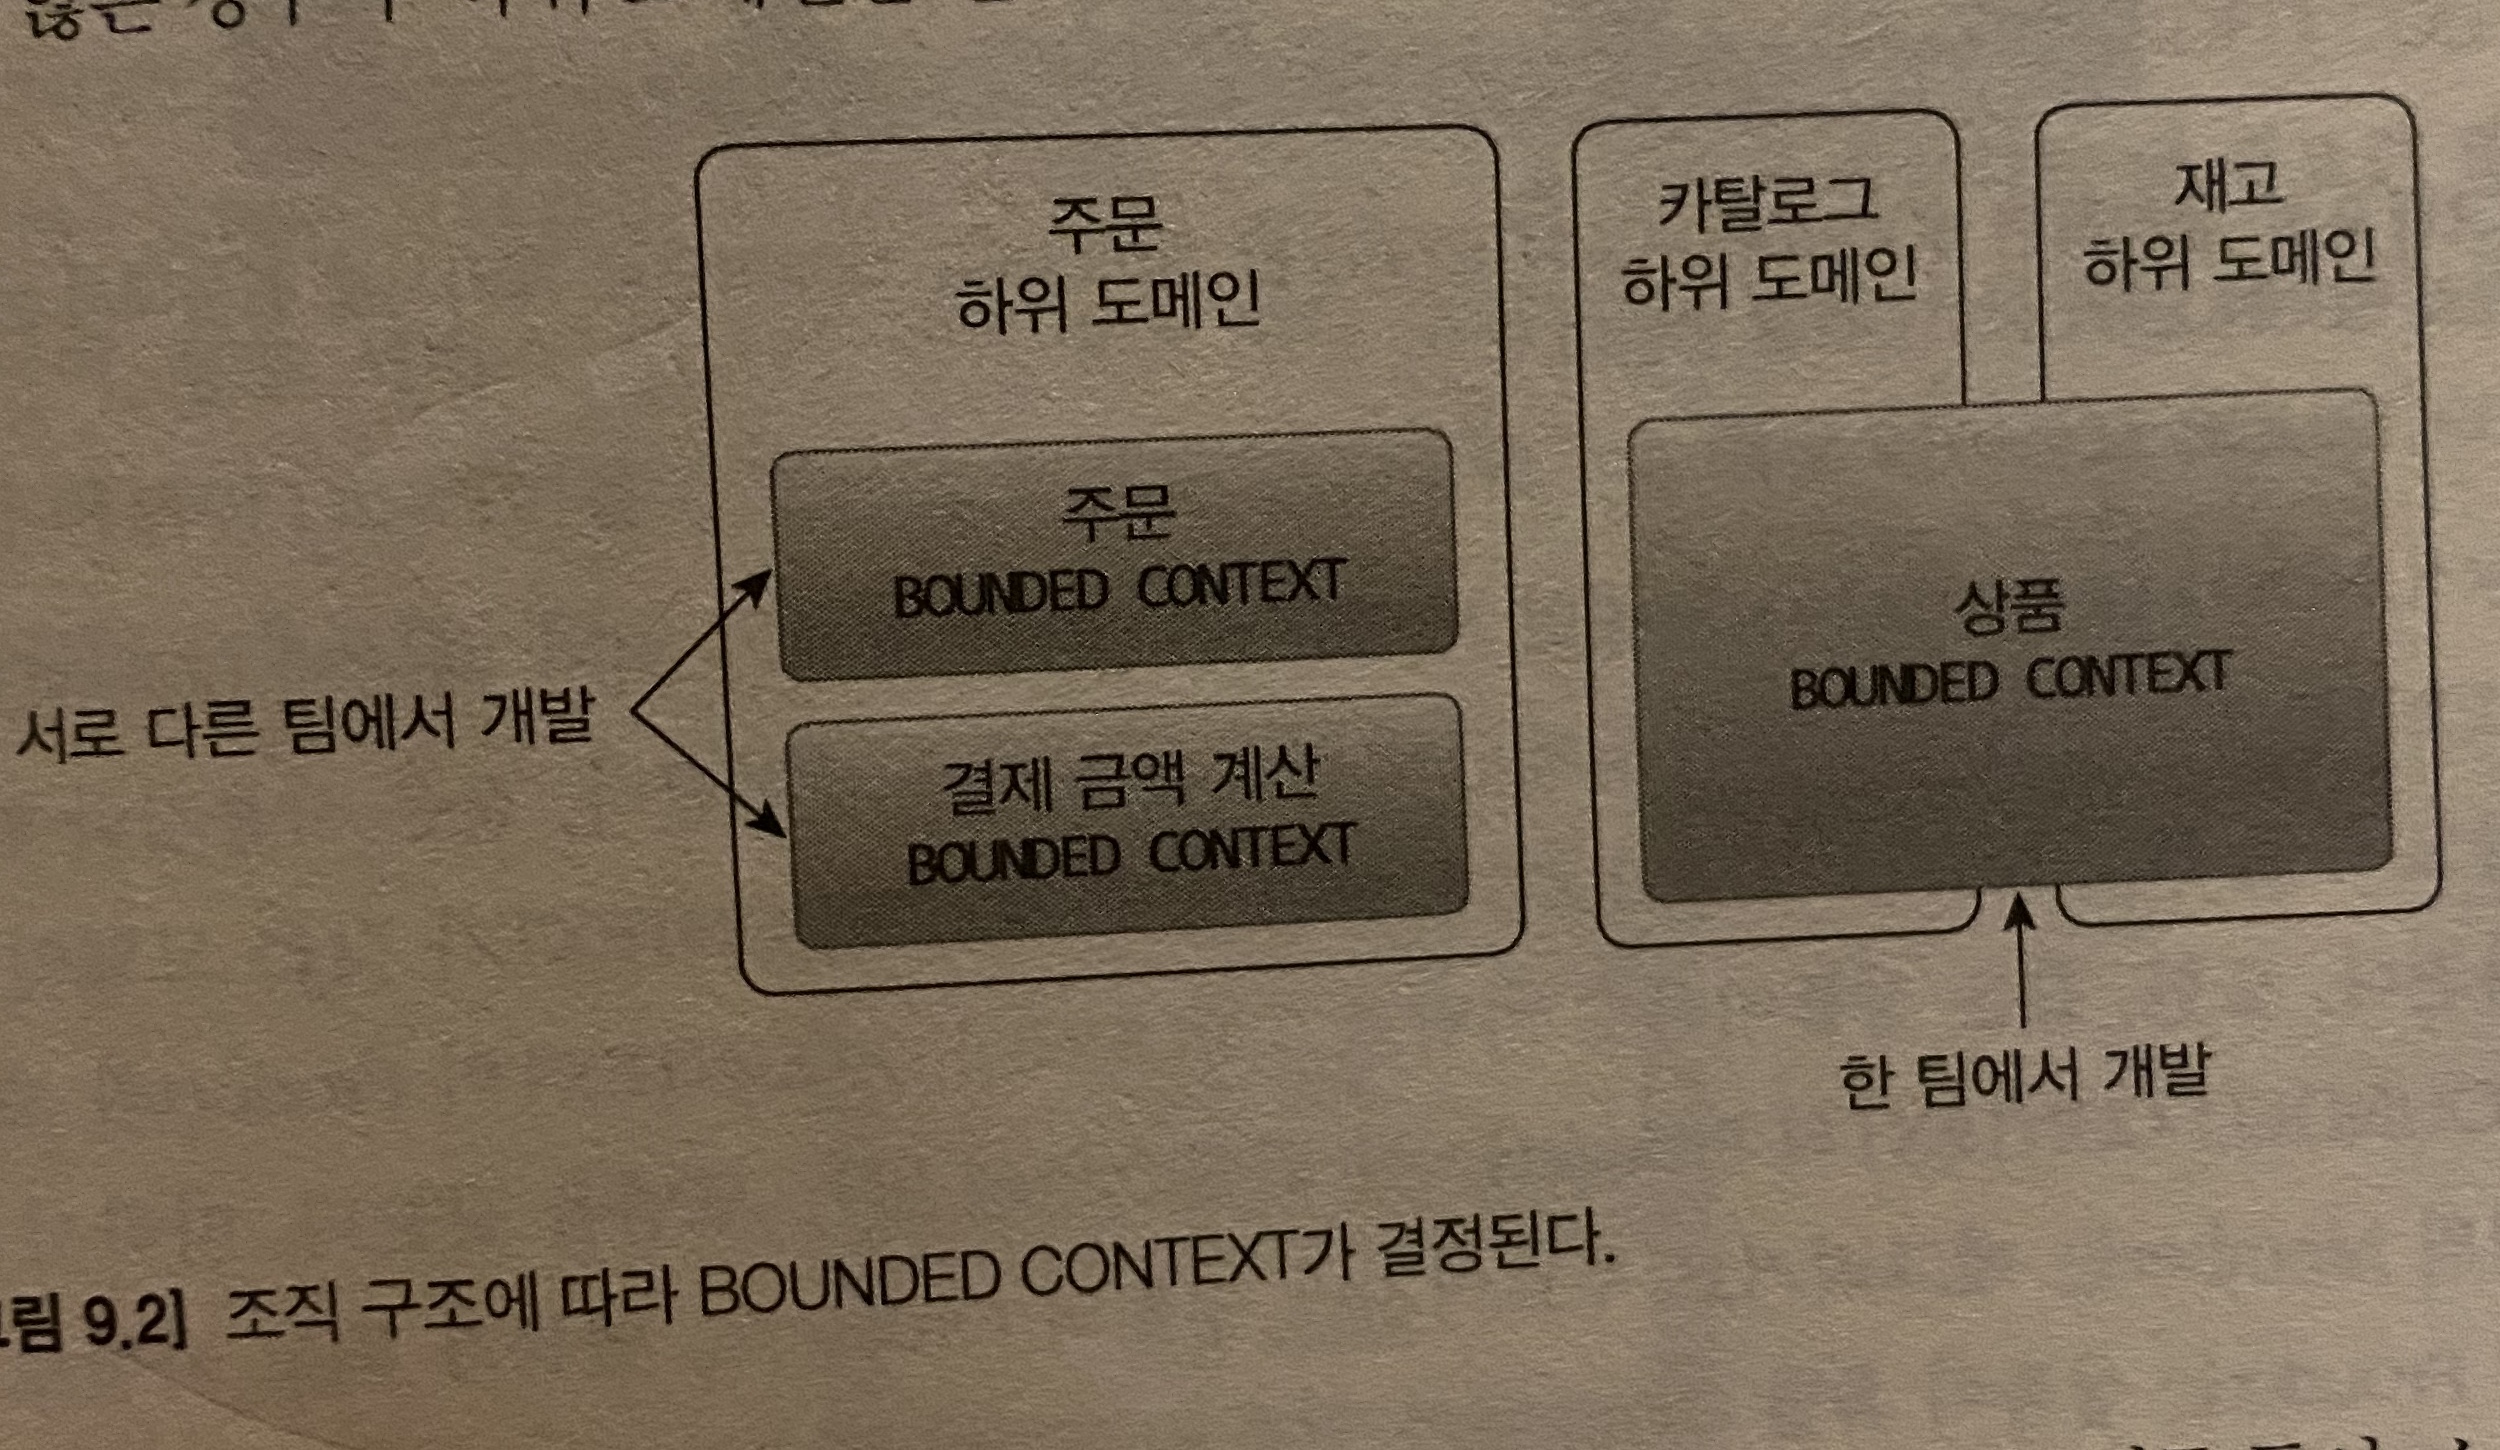 않은
주문
하위 도메인
카탈로그
하위 도메인
재고
하위 도메인
주문
BOUNDED CONTEXT
서로 다른 팀에서 개발
결제 금액 계산
BOUNDED CONTEXT
상품
BOUNDED CONTEXT
한 팀에서 개발
림 9.2] 조직 구조에 따라 BOUNDED CONTEXT가 결정된다.